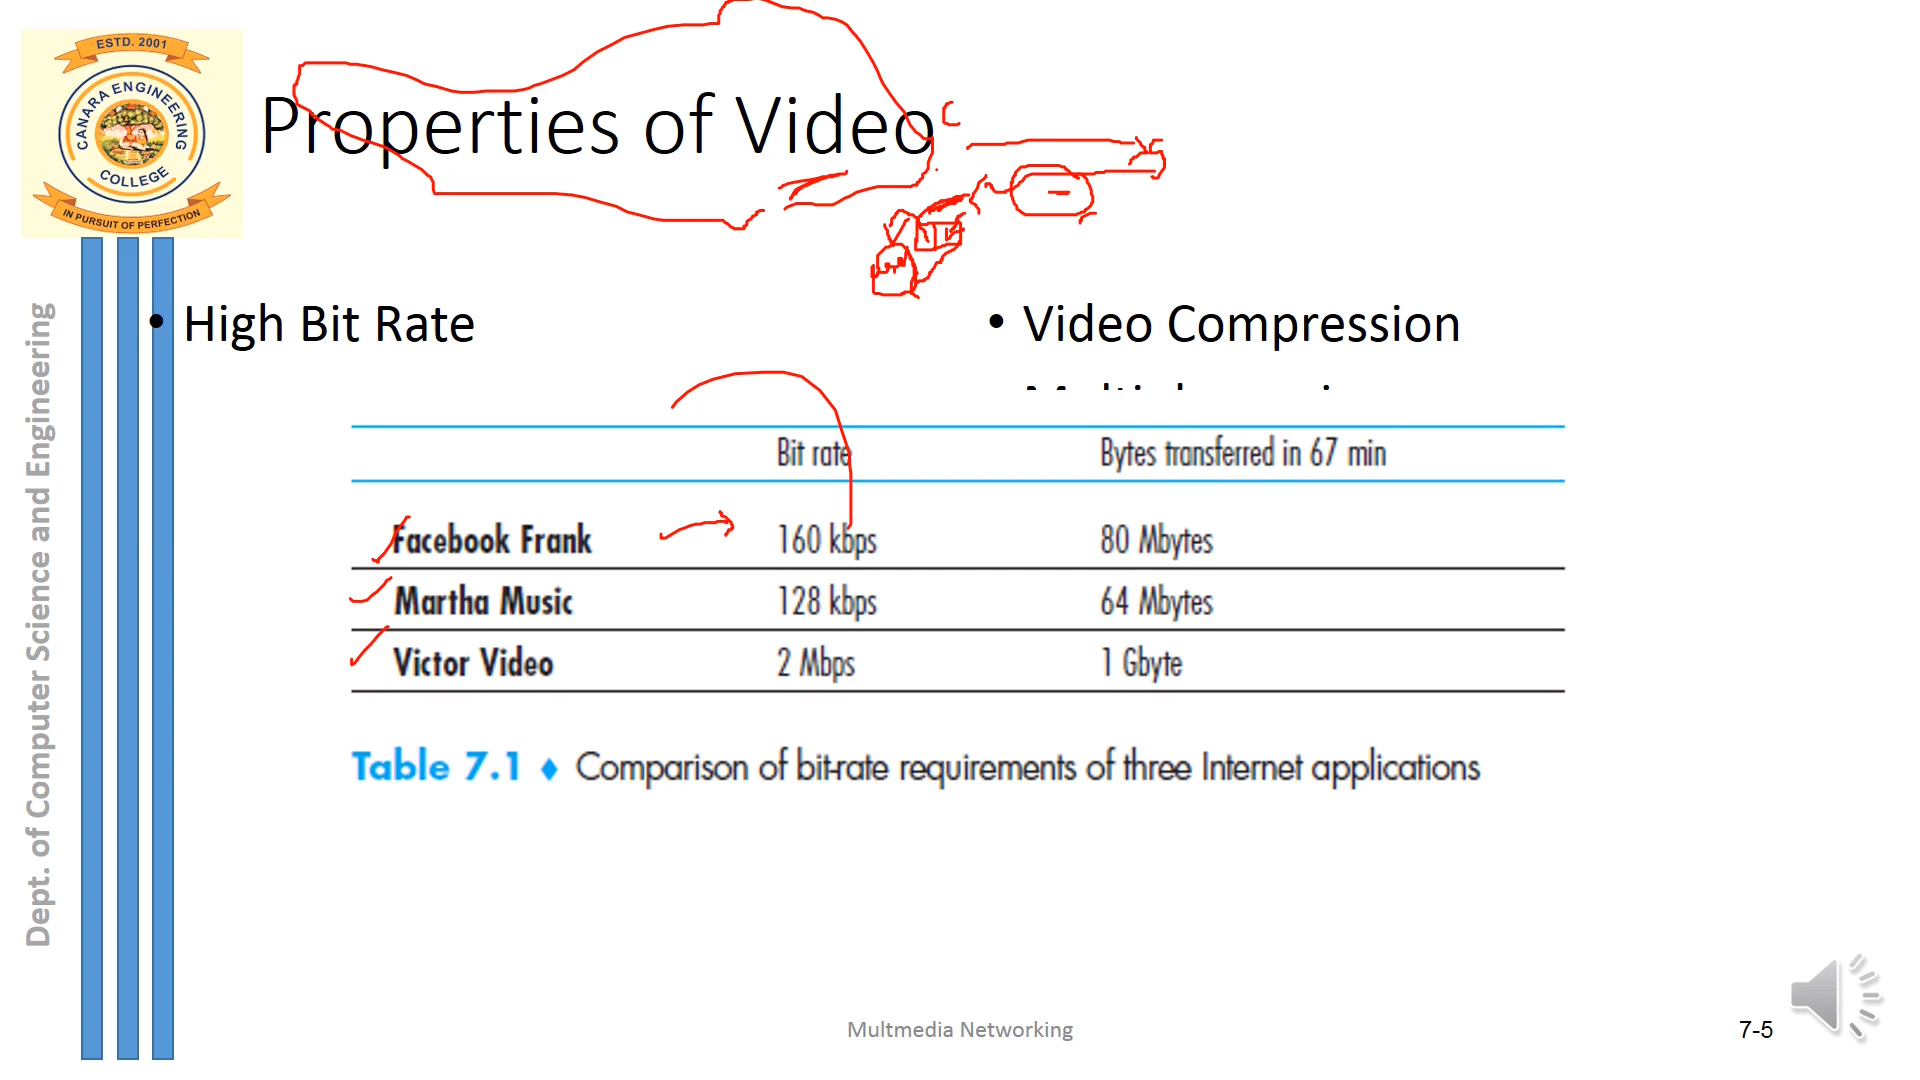 ESTD. 2001
CANARA ENGINEERING
COLLEGE
IN PURSUIT OF PERFECTION
Properties of Video
Dept. of Computer Science and Engineering
• High Bit Rate
• Video Compression
Bit rate Bytes transferred in 67 min
Facebook Frank 160 kbps 80 Mbytes
Martha Music 128 kbps 64 Mbytes
Victor Video 2 Mbps 1 Gbyte
Table 7.1 ♦ Comparison of bit-rate requirements of three Internet applications
Multmedia Networking
7-5